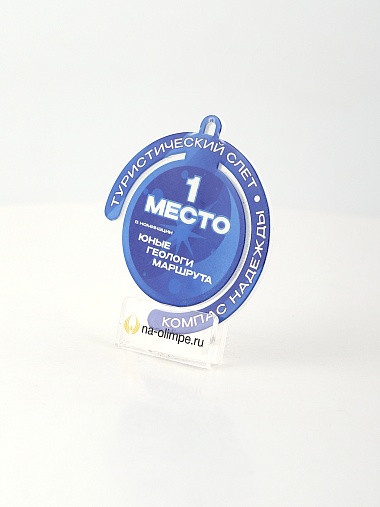 ТУРИСТИЧЕСКИЙ СЛЕТ • КОМПАС НАДЕЖДЫ
1
МЕСТО
в номинации
ЮНЫЕ
ГЕОЛОГИ
МАРШРУТА
na-olimpe.ru